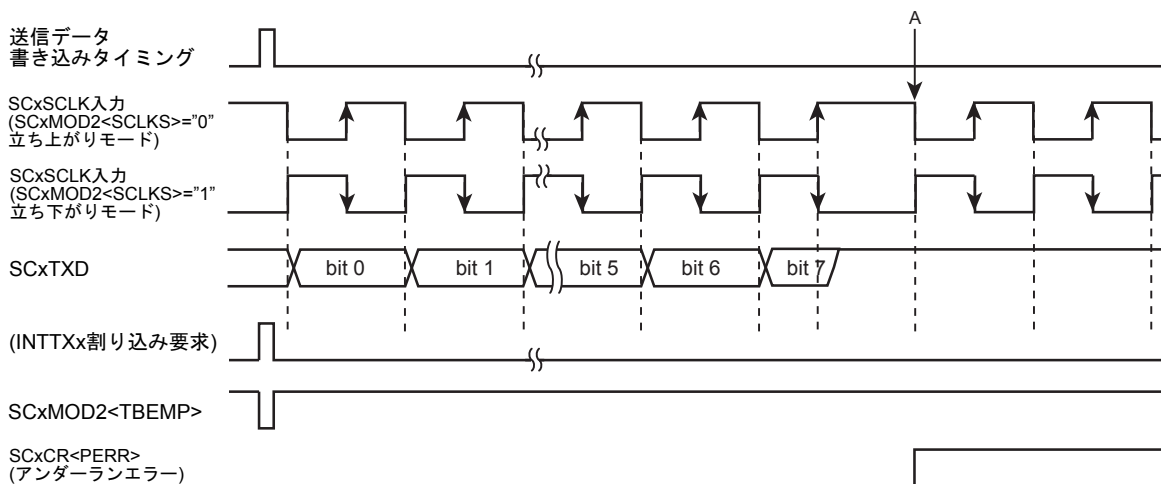 A
送信データ
書き込みタイミング
SCxSCLK入力
(SCxMOD2<SCLKS>="0"
立ち上がりモード)
SCxSCLK入力
(SCxMOD2<SCLKS>="1"
立ち下がりモード)
SCxTXD
bit 0
bit 1
bit 5
bit 6
bit 7
(INTTXx割り込み要求)
SCxMOD2<TBEMP>
SCxCR<PERR>
(アンダーランエラー)